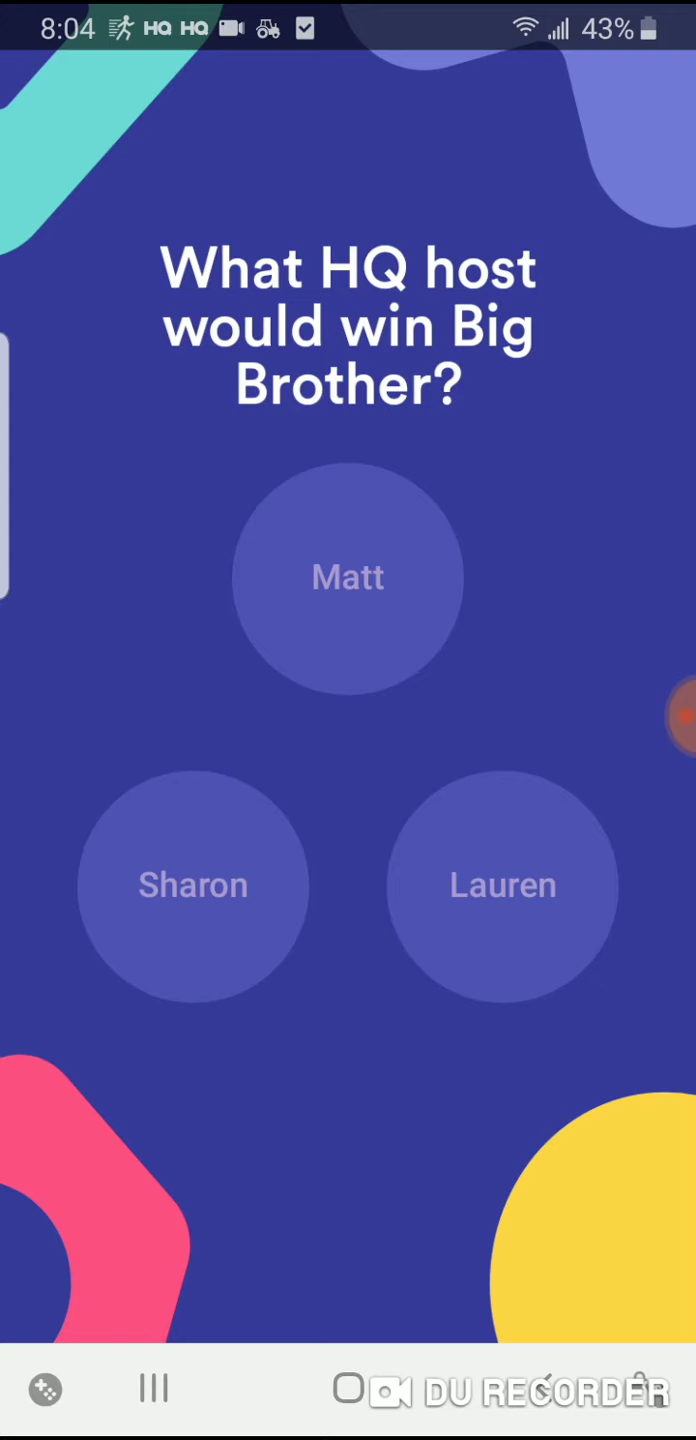 8:04 HQ HQ 43%
What HQ host
would win Big
Brother?
Matt
Sharon
Lauren
DU RECORDER